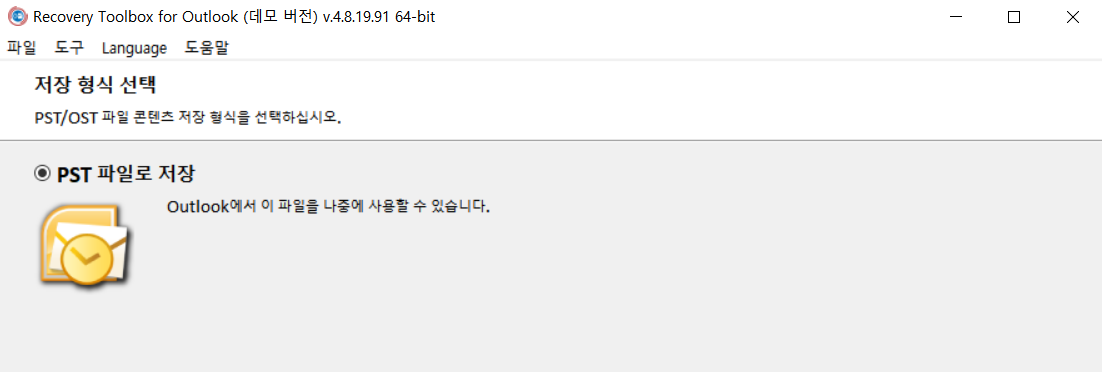 Recovery Toolbox for Outlook (데모 버전) v.4.8.19.91 64-bit
파일 도구 Language 도움말
저장 형식 선택
PST/OST 파일 콘텐츠 저장 형식을 선택하십시오.
PST 파일로 저장
Outlook에서 이 파일을 나중에 사용할 수 있습니다.